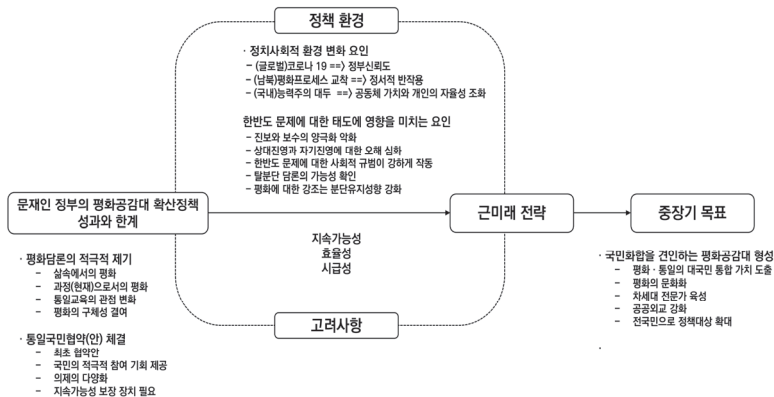 정책 환경
· 정치사회적 환경 변화 요인
– (글로벌)코로나 19 ==> 정부신뢰도
– (남북)평화프로세스 교착 ==> 정서적 반작용
– (국내)능력주의 대두 ==> 공동체 가치와 개인의 자율성 조화
한반도 문제에 대한 태도에 영향을 미치는 요인
– 진보와 보수의 양극화 악화
– 상대진영과 자기진영에 대한 오해 심화
– 한반도 문제에 대한 사회적 규범이 강하게 작동
– 탈분단 담론의 가능성 확인
– 평화에 대한 강조는 분단유지성향 강화
문재인 정부의 평화공감대 확산정책
성과와 한계
근미래 전략
중장기 목표
지속가능성
효율성
시급성
고려사항
· 평화담론의 적극적 제기
– 삶속에서의 평화
– 과정(현재)으로서의 평화
– 통일교육의 관점 변화
– 평화의 구체성 결여
· 통일국민협약(안) 체결
– 최초 협약안
– 국민의 적극적 참여 기회 제공
– 의제의 다양화
– 지속가능성 보장 장치 필요
· 국민화합을 견인하는 평화공감대 형성
– 평화 · 통일의 대국민 통합 가치 도출
– 평화의 문화화
– 차세대 전문가 육성
– 공공외교 강화
– 전국민으로 정책대상 확대
·